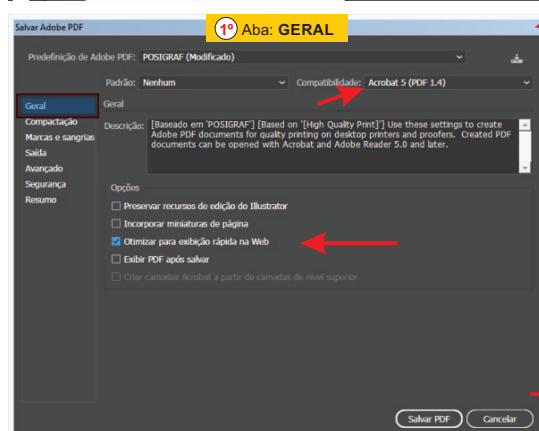 Salvar Adobe PDF
1º Aba: GERAL
Predefinição de Adobe PDF: POSIGRAF (Modificado)
Padrão: Nenhum Compatibilidade: Acrobat 5 (PDF 1.4)
Geral
Compactação
Marcas e sangrias
Saída
Avançado
Segurança
Resumo
Geral
Descrição: [Baseado em 'POSIGRAF'] [Based on '[High Quality Print]'] Use these settings to create
Adobe PDF documents for quality printing on desktop printers and proofers. Created PDF
documents can be opened with Acrobat and Adobe Reader 5.0 and later.
Opções
Preservar recursos de edição do Illustrator
Incorporar miniaturas de página
Otimizar para exibição rápida na Web
Exibir PDF após salvar
Criar camadas Acrobat a partir de camadas de nível superior
Salvar PDF Cancelar